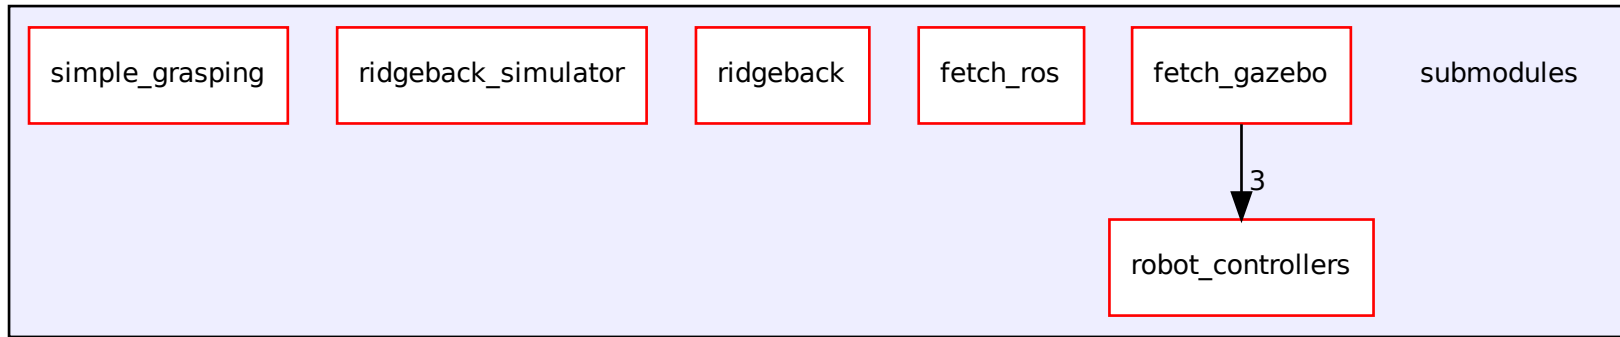 simple_grasping
ridgeback_simulator
ridgeback
fetch_ros
fetch_gazebo
submodules
3
robot_controllers